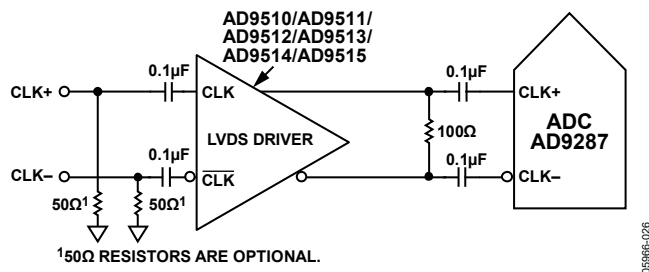 AD9510/AD9511/
AD9512/AD9513/
AD9514/AD9515
0.1µF
0.1µF
CLK+
CLK
CLK+
LVDS DRIVER
100Ω
ADC
AD9287
0.1µF
0.1µF
CLK–
CLK
CLK–
50Ω1
50Ω1
150Ω RESISTORS ARE OPTIONAL.
05966-026